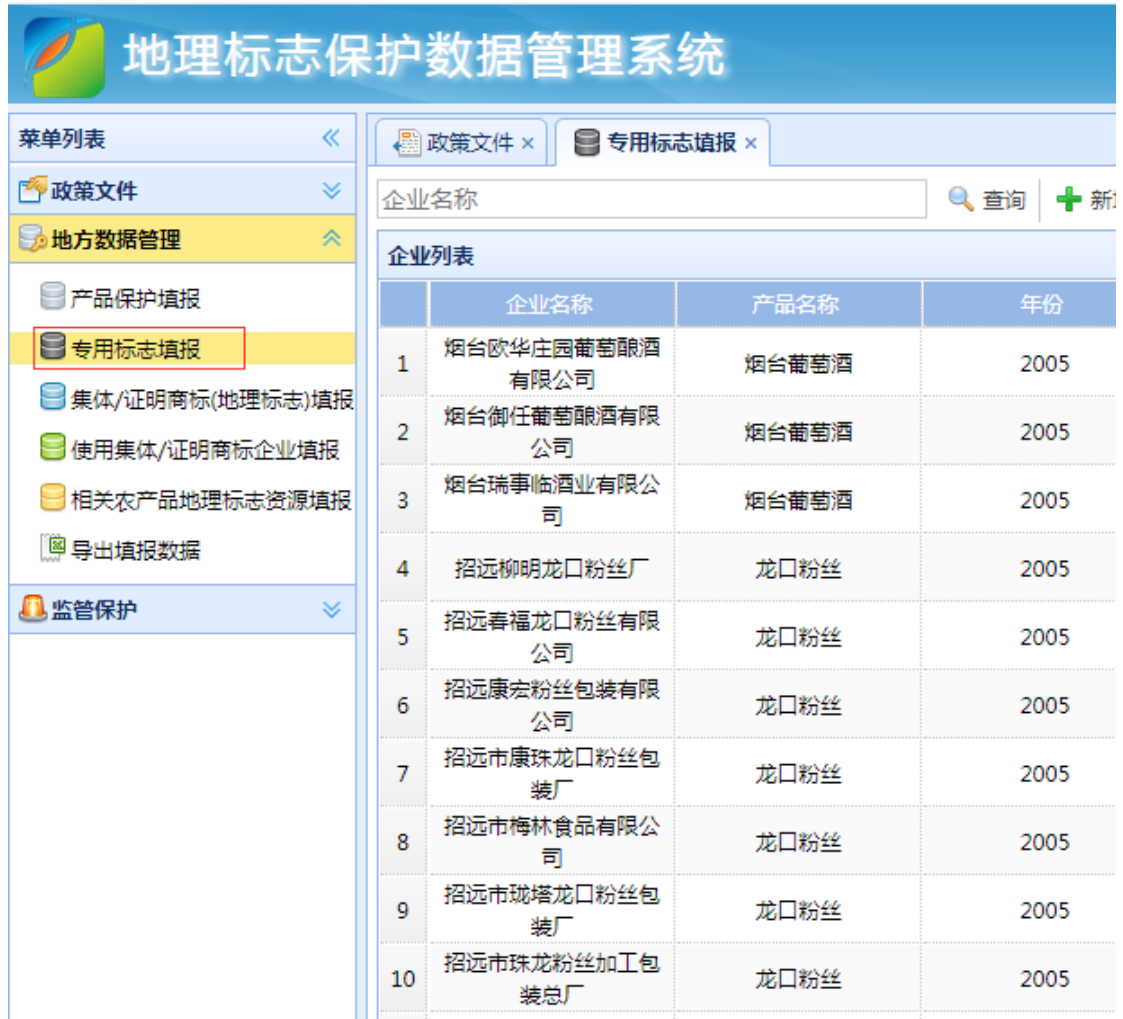 地理标志保护数据管理系统
菜单列表
政策文件
地方数据管理
产品保护填报
专用标志填报
集体/证明商标(地理标志)填报
使用集体/证明商标企业填报
相关农产品地理标志资源填报
导出填报数据
监管保护
政策文件 ×
专用标志填报 ×
企业名称
查询
新
企业列表
企业名称 产品名称 年份
1 烟台欧华庄园葡萄酿酒 烟台葡萄酒 2005
有限公司
2 烟台御任葡萄酿酒有限 烟台葡萄酒 2005
公司
3 烟台瑞事临酒业有限公 烟台葡萄酒 2005
司
4 招远柳明龙口粉丝厂 龙口粉丝 2005
5 招远春福龙口粉丝有限 龙口粉丝 2005
公司
6 招远康宏粉丝包装有限 龙口粉丝 2005
公司
7 招远市康珠龙口粉丝包 龙口粉丝 2005
装厂
8 招远市梅林食品有限公 龙口粉丝 2005
司
9 招远市珑塔龙口粉丝包 龙口粉丝 2005
装厂
10 招远市珠龙粉丝加工包 龙口粉丝 2005
装总厂